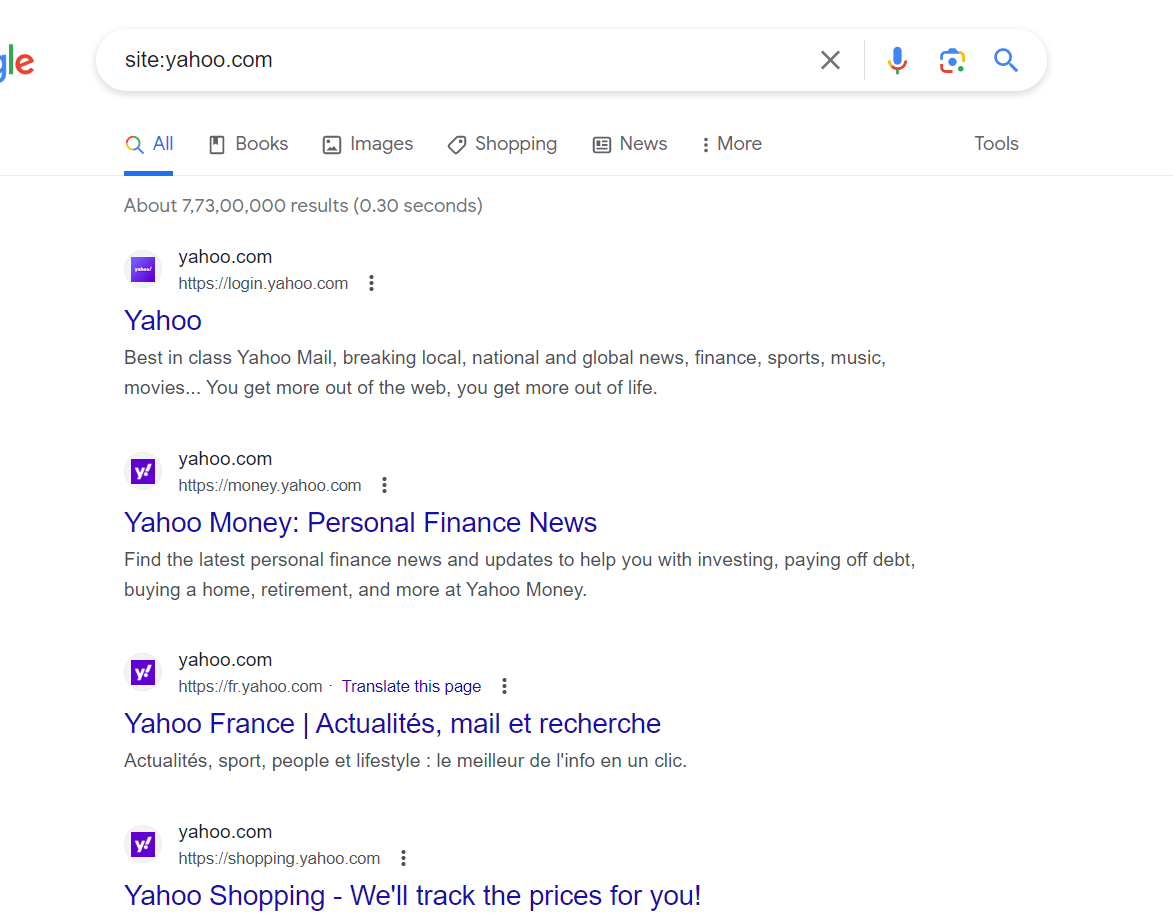 gle
site:yahoo.com
All Books Images Shopping News More Tools
About 7,73,00,000 results (0.30 seconds)
yahoo!
yahoo.com
https://login.yahoo.com
Yahoo
Best in class Yahoo Mail, breaking local, national and global news, finance, sports, music,
movies... You get more out of the web, you get more out of life.
y!
yahoo.com
https://money.yahoo.com
Yahoo Money: Personal Finance News
Find the latest personal finance news and updates to help you with investing, paying off debt,
buying a home, retirement, and more at Yahoo Money.
y!
yahoo.com
https://fr.yahoo.com · Translate this page
Yahoo France | Actualités, mail et recherche
Actualités, sport, people et lifestyle : le meilleur de l'info en un clic.
y!
yahoo.com
https://shopping.yahoo.com
Yahoo Shopping - We'll track the prices for you!